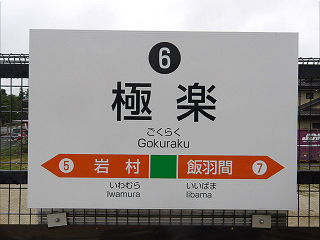 6
極楽
ごくらく
Gokuraku
5 岩村 飯羽間 7
いわむら いいばま
Iwamura Iibama